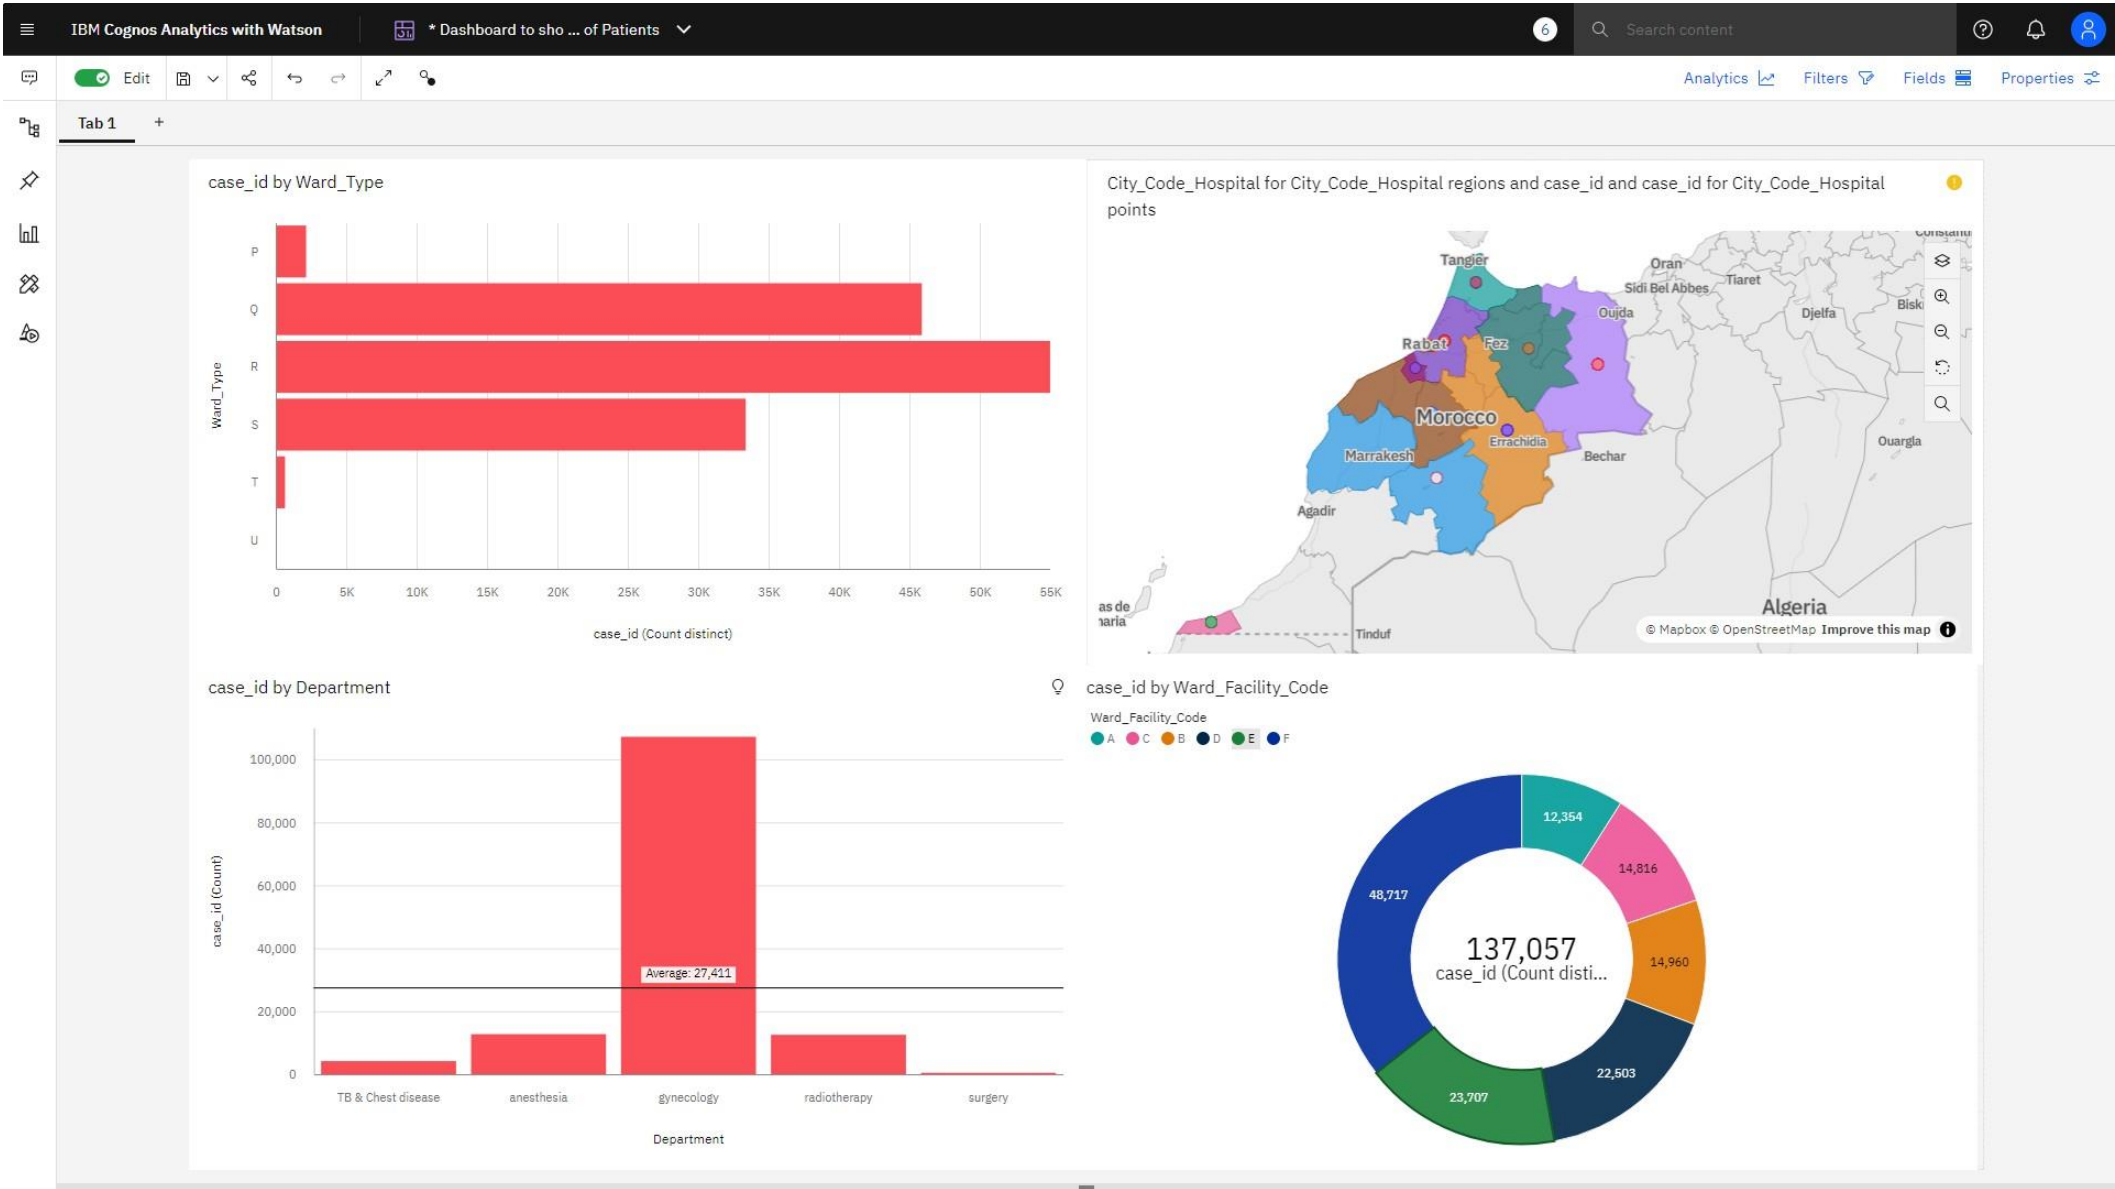 IBM Cognos Analytics with Watson
* Dashboard to sho ... of Patients
6
Search content
Edit
Analytics
Filters
Fields
Properties
Tab 1
+
case_id by Ward_Type
P
Q
R
S
T
U
Ward_Type
0 5K 10K 15K 20K 25K 30K 35K 40K 45K 50K 55K
case_id (Count distinct)
City_Code_Hospital for City_Code_Hospital regions and case_id and case_id for City_Code_Hospital
points
Constanti
Tangier
Oran
Sidi Bel Abbes
Tiaret
Bisk
Oujda
Djelfa
Rabat
Fez
Morocco
Errachidia
Ouargla
Marrakesh
Bechar
Agadir
as de
naria
Algeria
Tinduf
© Mapbox © OpenStreetMap Improve this map
case_id by Department
100,000
80,000
60,000
40,000
20,000
0
case_id (Count)
Average: 27,411
TB & Chest disease anesthesia gynecology radiotherapy surgery
Department
case_id by Ward_Facility_Code
Ward_Facility_Code
A C B D E F
12,354
14,816
48,717
137,057
case_id (Count disti...
14,960
22,503
23,707